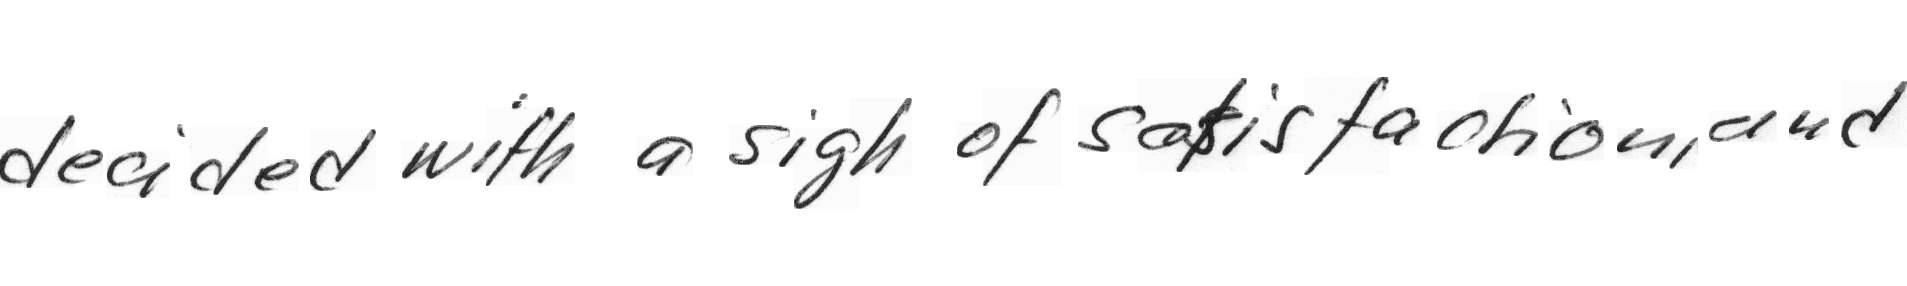 decided with a sigh of satisfaction, and